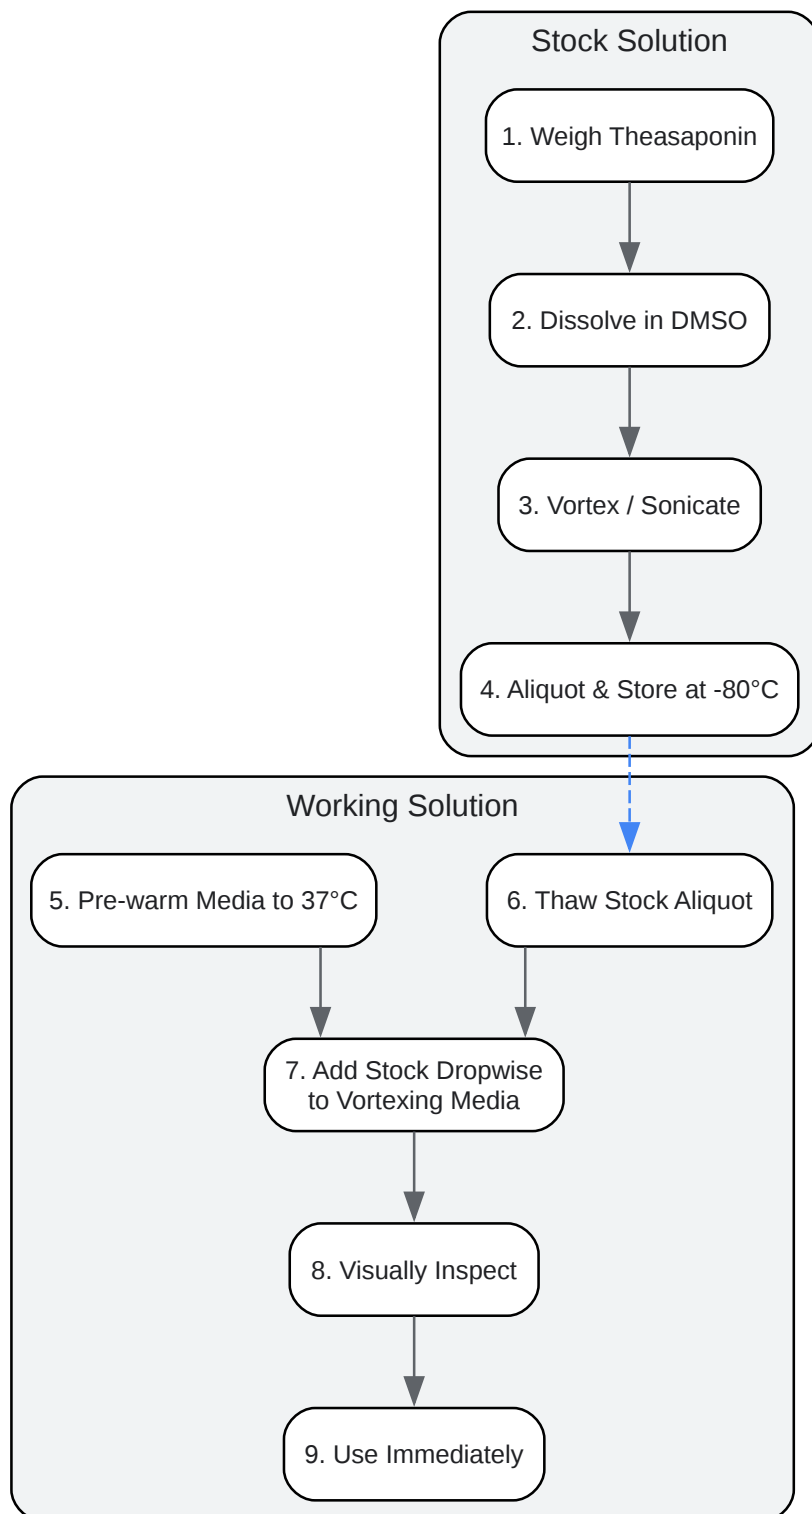 Stock Solution
1. Weigh Theasaponin
2. Dissolve in DMSO
3. Vortex / Sonicate
4. Aliquot & Store at -80°C
Working Solution
5. Pre-warm Media to 37°C
6. Thaw Stock Aliquot
7. Add Stock Dropwise
to Vortexing Media
8. Visually Inspect
9. Use Immediately